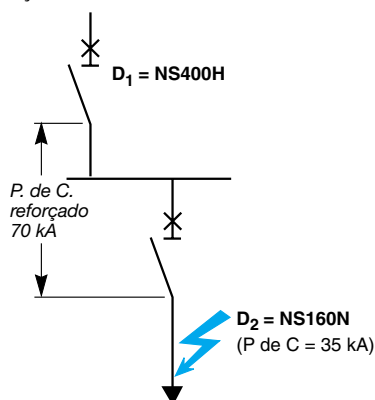 D₁ = NS400H
P. de C.
reforçado
70 kA
D₂ = NS160N
(P de C = 35 kA)